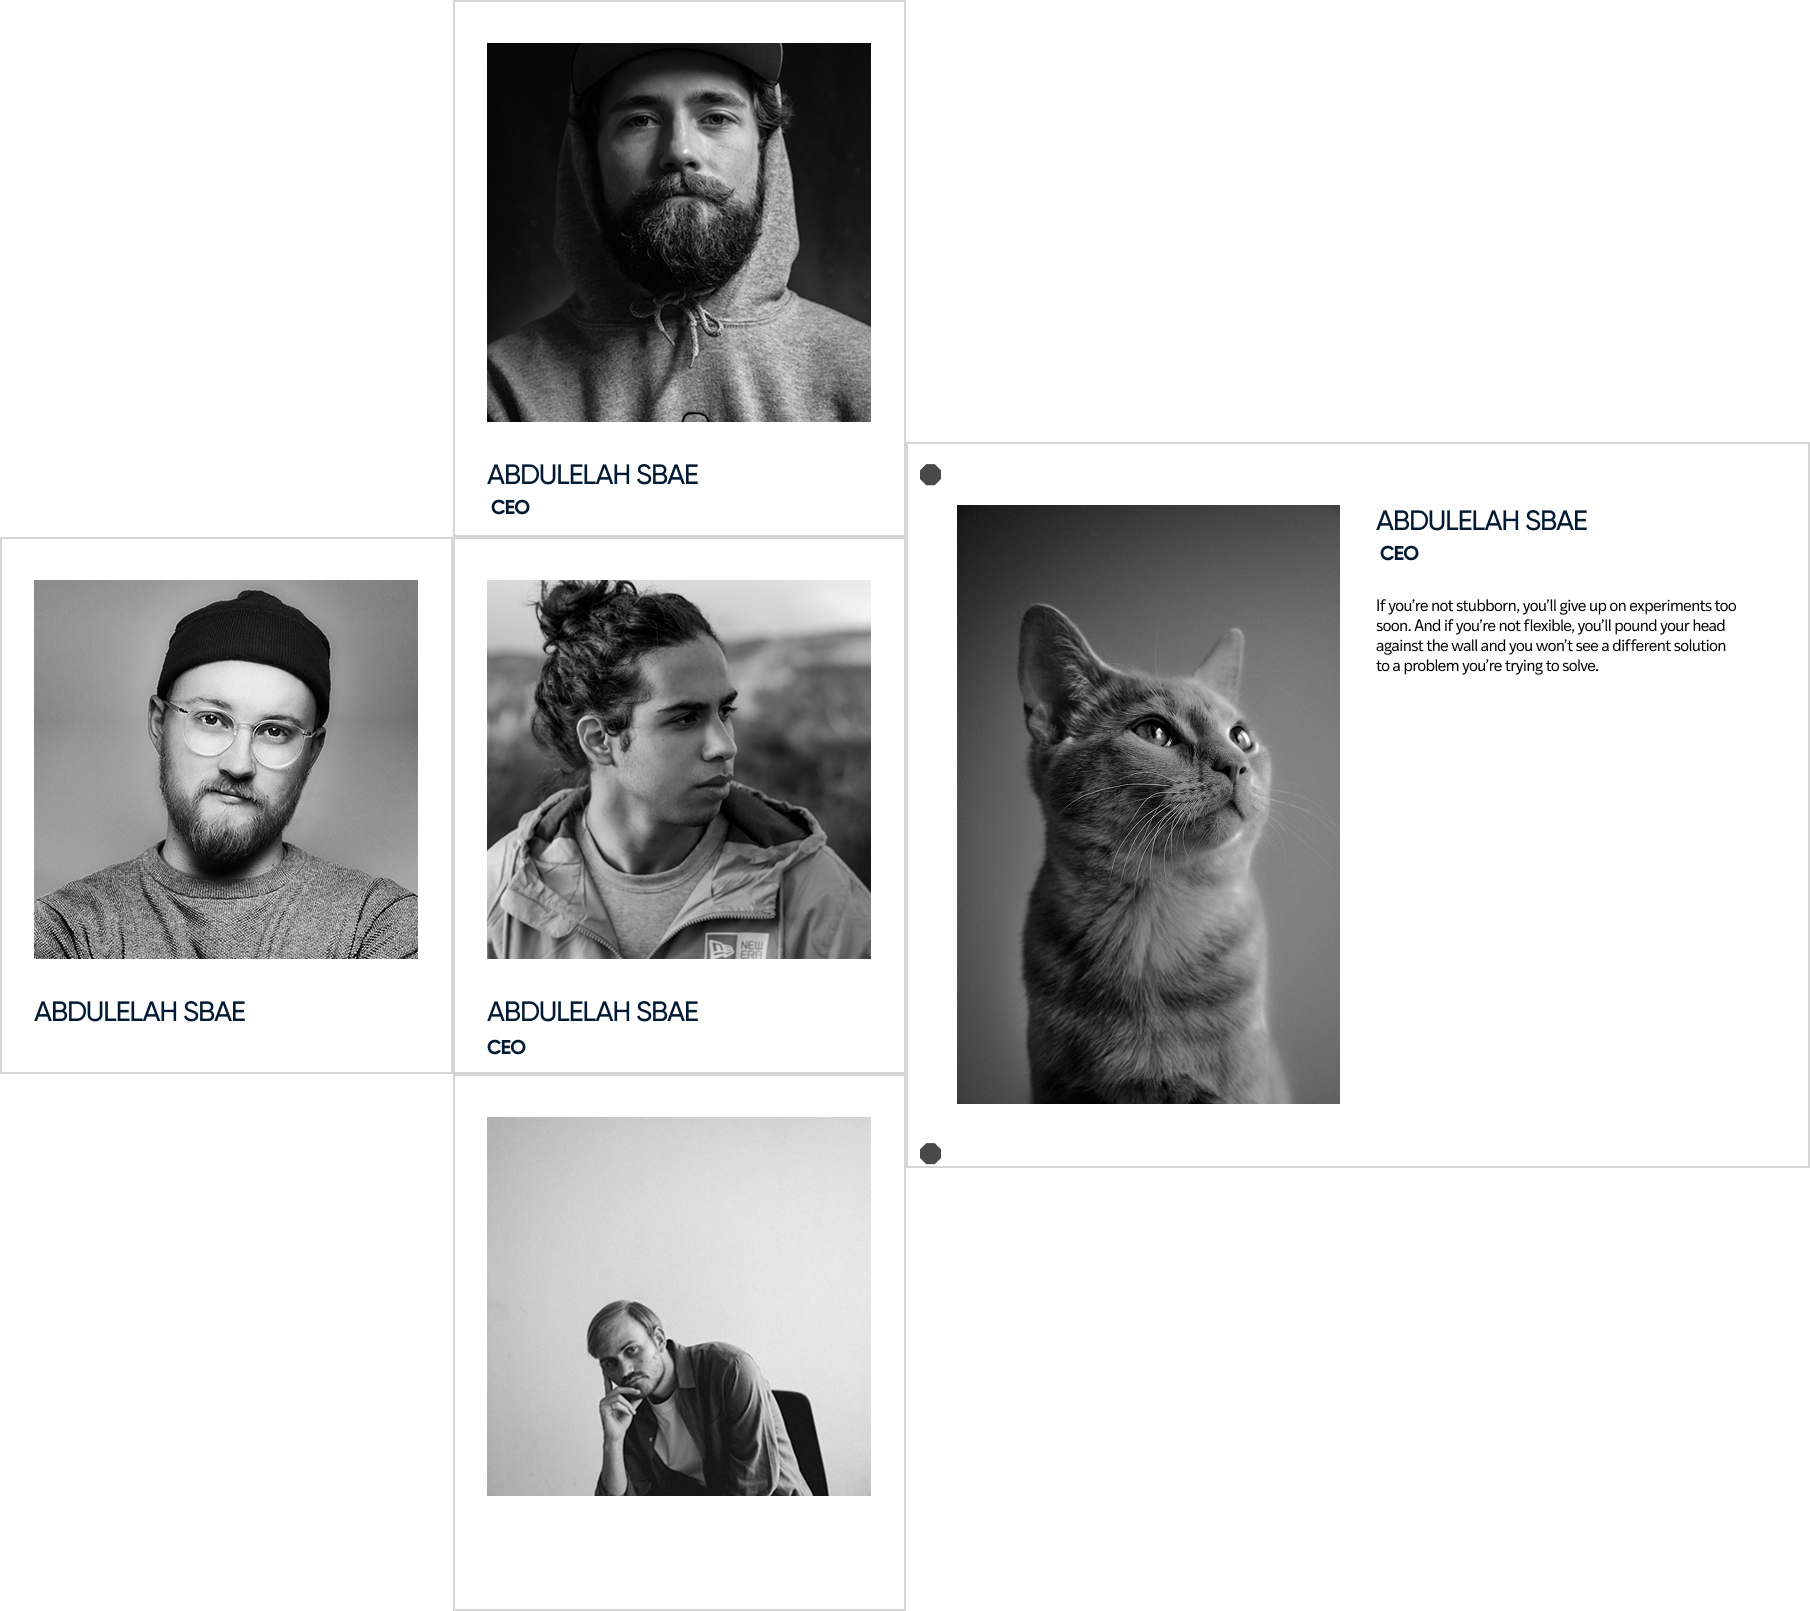 ABDULELAH SBAE
CEO
ABDULELAH SBAE
CEO
If you’re not stubborn, you’ll give up on experiments too
soon. And if you’re not flexible, you’ll pound your head
against the wall and you won’t see a different solution
to a problem you’re trying to solve.
NEW
ERA
ABDULELAH SBAE
ABDULELAH SBAE
CEO